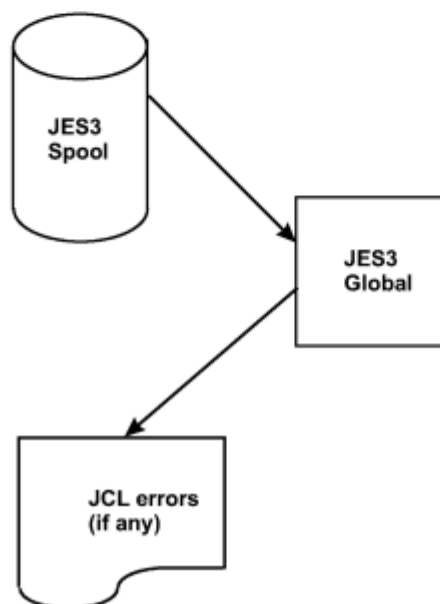 JES3
Spool
JES3
Global
JCL errors
(if any)